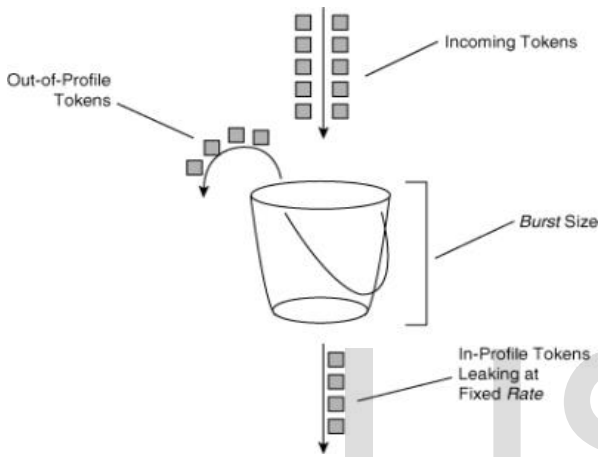 Incoming Tokens
Out-of-Profile
Tokens
Burst Size
In-Profile Tokens
Leaking at
Fixed Rate